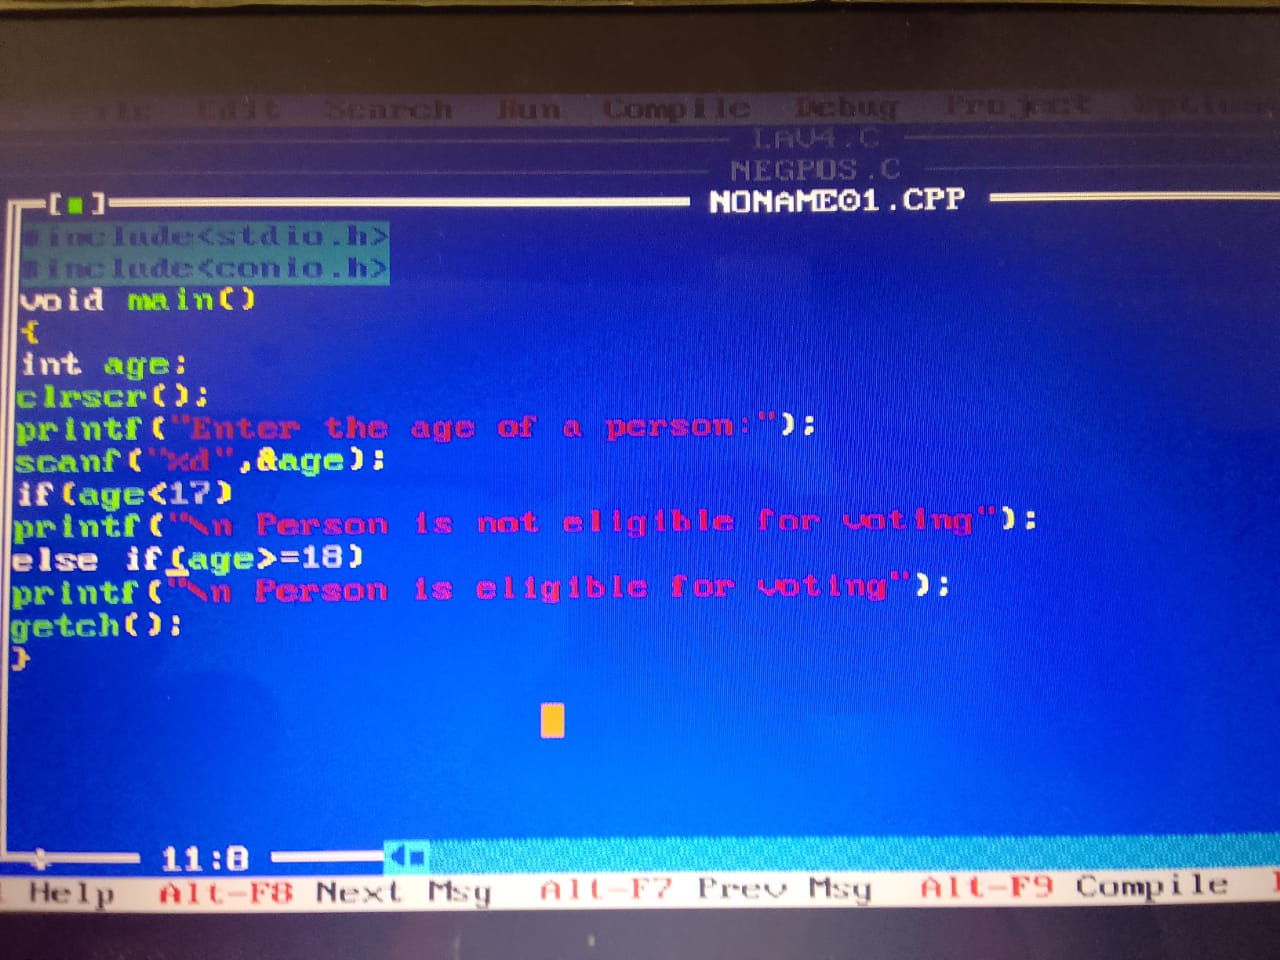 File Edit Search Run Compile Debug Project Options
LAV4.C
NEGPOS.C
[■] NONAME01.CPP
#include<stdio.h>
#include<conio.h>
void main()
{
int age;
clrscr();
printf("Enter the age of a person:");
scanf("%d",&age);
if(age<17)
printf("\n Person is not eligible for voting");
else if(age>=18)
printf("\n Person is eligible for voting");
getch();
}
11:8
Help Alt-F8 Next Msg Alt-F7 Prev Msg Alt-F9 Compile